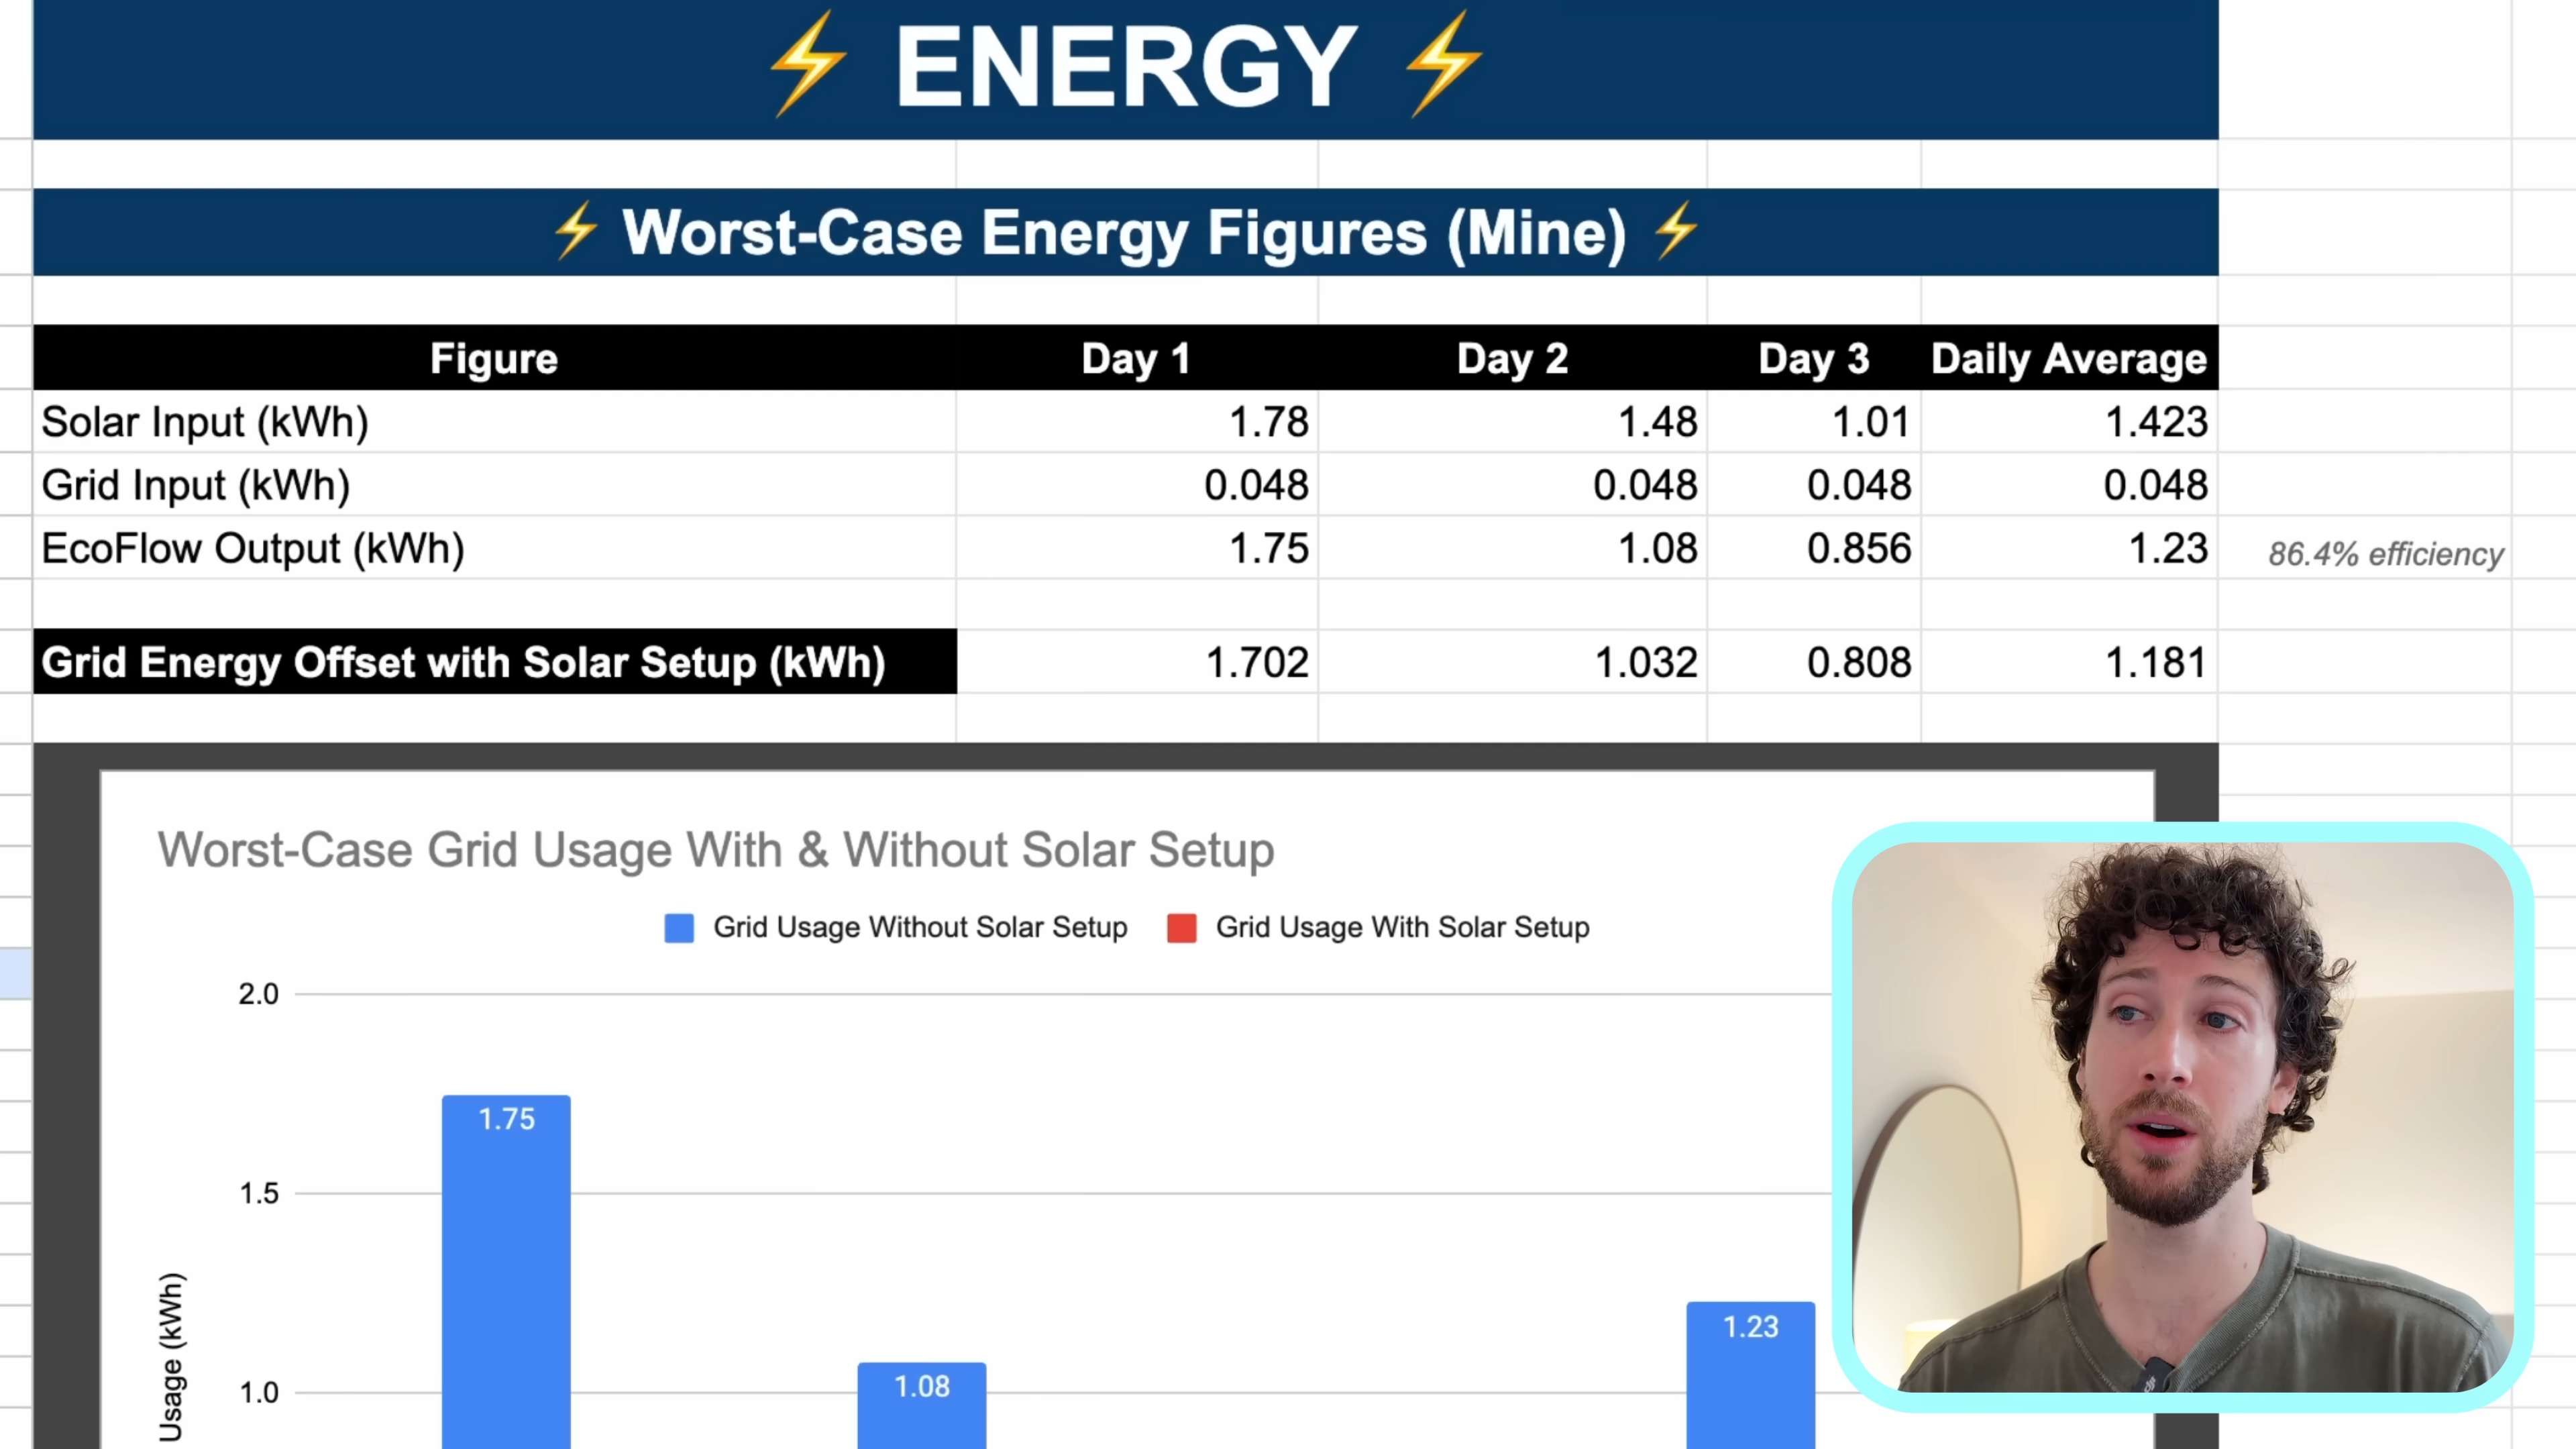 ⚡ ENERGY ⚡
⚡ Worst-Case Energy Figures (Mine) ⚡
Figure Day 1 Day 2 Day 3 Daily Average
Solar Input (kWh) 1.78 1.48 1.01 1.423
Grid Input (kWh) 0.048 0.048 0.048 0.048
EcoFlow Output (kWh) 1.75 1.08 0.856 1.23 86.4% efficiency
Grid Energy Offset with Solar Setup (kWh) 1.702 1.032 0.808 1.181
Worst-Case Grid Usage With & Without Solar Setup
Grid Usage Without Solar Setup Grid Usage With Solar Setup
2.0
1.75
1.5
1.23
1.08
1.0
Usage (kWh)